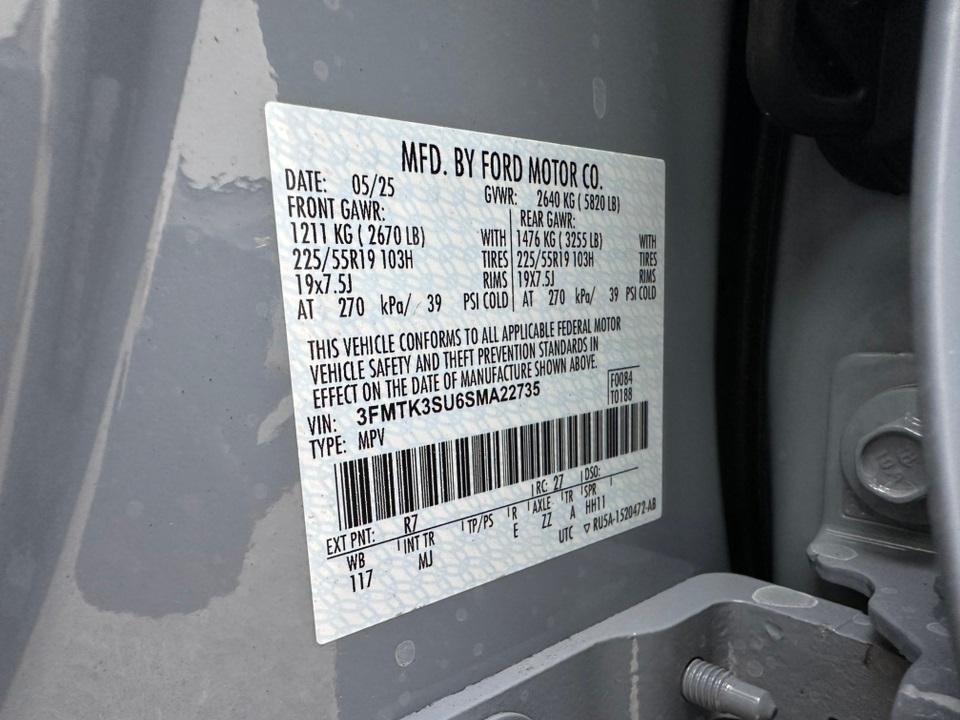 MFD. BY FORD MOTOR CO.
DATE: 05/25 GVWR: 2640 KG ( 5820 LB)
FRONT GAWR: REAR GAWR:
1211 KG ( 2670 LB) WITH 1476 KG ( 3255 LB) WITH
225/55R19 103H TIRES 225/55R19 103H TIRES
19x7.5J RIMS 19x7.5J RIMS
AT 270 kPa/ 39 PSI COLD AT 270 kPa/ 39 PSI COLD
THIS VEHICLE CONFORMS TO ALL APPLICABLE FEDERAL MOTOR
VEHICLE SAFETY AND THEFT PREVENTION STANDARDS IN
EFFECT ON THE DATE OF MANUFACTURE SHOWN ABOVE.
VIN: 3FMTK3SU6SMA22735
F0084
T0188
TYPE: MPV
EXT PNT: R7 RC: 27 DSO:
WB INT TR TP/PS R AXLE TR SPR
117 MJ E ZZ A HH11
UTC ▽ RU5A-1520472-AB